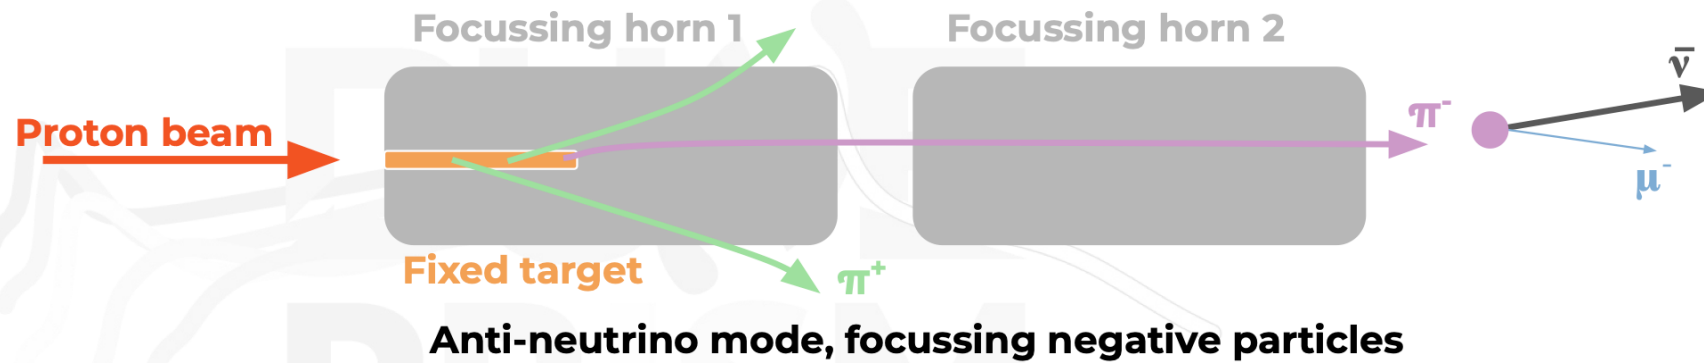 Focussing horn 1
Focussing horn 2
ν̄
Proton beam
π⁻
μ⁻
Fixed target
π⁺
Anti-neutrino mode, focussing negative particles